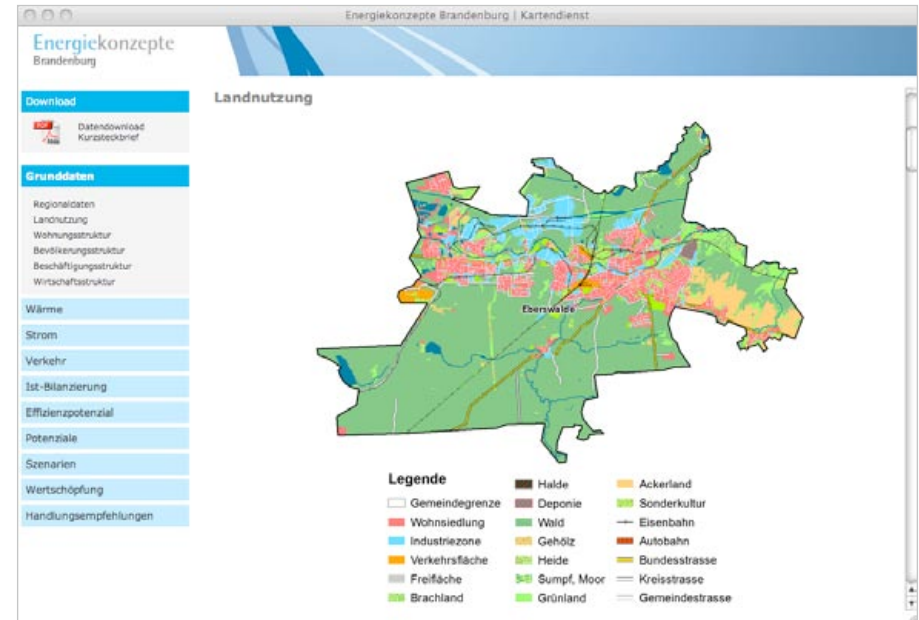 Energiekonzepte Brandenburg | Kartendienst
Energiekonzepte
Brandenburg
Download
PDF
Datendownload
Kurzsteckbrief
Grunddaten
Regionaldaten
Landnutzung
Wohnungsstruktur
Bevölkerungsstruktur
Beschäftigungsstruktur
Wirtschaftsstruktur
Wärme
Strom
Verkehr
Ist-Bilanzierung
Effizienzpotenzial
Potenziale
Szenarien
Wertschöpfung
Handlungsempfehlungen
Landnutzung
Eberswalde
Legende
Gemeindegrenze
Wohnsiedlung
Industriezone
Verkehrsfläche
Freifläche
Brachland
Halde
Deponie
Wald
Gehölz
Heide
Sumpf, Moor
Grünland
Ackerland
Sonderkultur
Eisenbahn
Autobahn
Bundesstrasse
Kreisstrasse
Gemeindestrasse